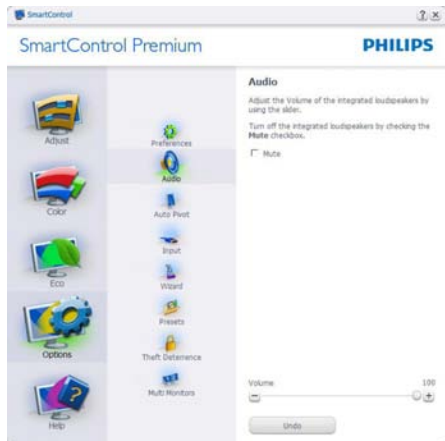 SmartControl
SmartControl Premium
PHILIPS
Adjust
Color
Eco
Options
Help
Preferences
Audio
Auto Pivot
Input
Wizard
Presets
Theft Deterrence
Multi Monitors
Audio
Adjust the Volume of the integrated loudspeakers by
using the slider.
Turn off the integrated loudspeakers by checking the
Mute checkbox.
Mute
Volume
100
Undo